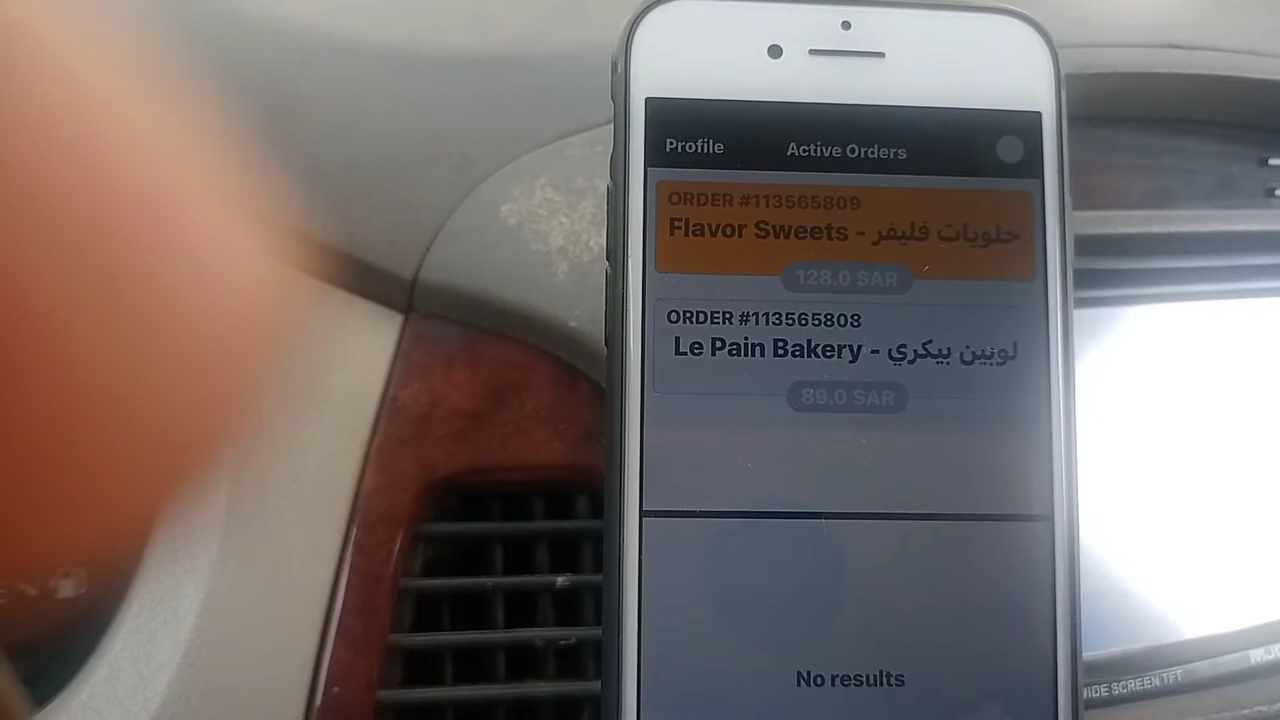 Profile
Active Orders
ORDER #113565809
Flavor Sweets - حلويات فليفر
128.0 SAR
ORDER #113565808
Le Pain Bakery - لوبين بيكري
89.0 SAR
No results
WIDE SCREEN TFT